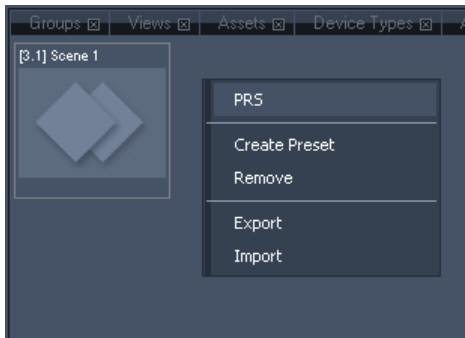 Groups Views Assets Device Types
[3.1] Scene 1
PRS
Create Preset
Remove
Export
Import